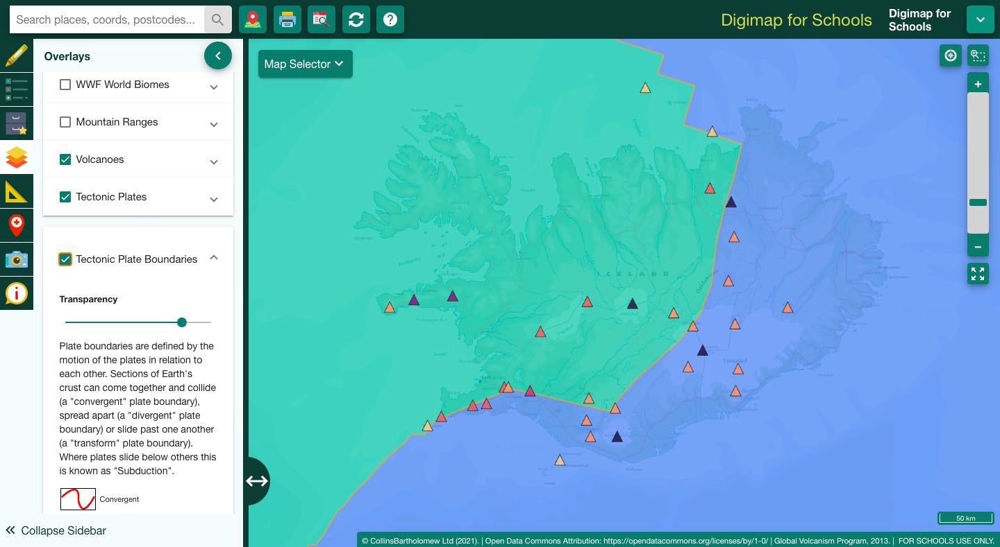 Search places, coords, postcodes...
Digimap for Schools
Digimap for
Schools
Overlays
Map Selector
WWF World Biomes
Mountain Ranges
Volcanoes
Tectonic Plates
Tectonic Plate Boundaries
Transparency
Plate boundaries are defined by the
motion of the plates in relation to
each other. Sections of Earth's
crust can come together and collide
(a "convergent" plate boundary),
spread apart (a "divergent" plate
boundary) or slide past one another
(a "transform" plate boundary).
Where plates slide below others this
is known as "Subduction".
Convergent
Collapse Sidebar
ICELAND
+
−
50 km
© CollinsBartholomew Ltd (2021). | Open Data Commons Attribution: https://opendatacommons.org/licenses/by/1-0/ | Global Volcanism Program, 2013. | FOR SCHOOLS USE ONLY.